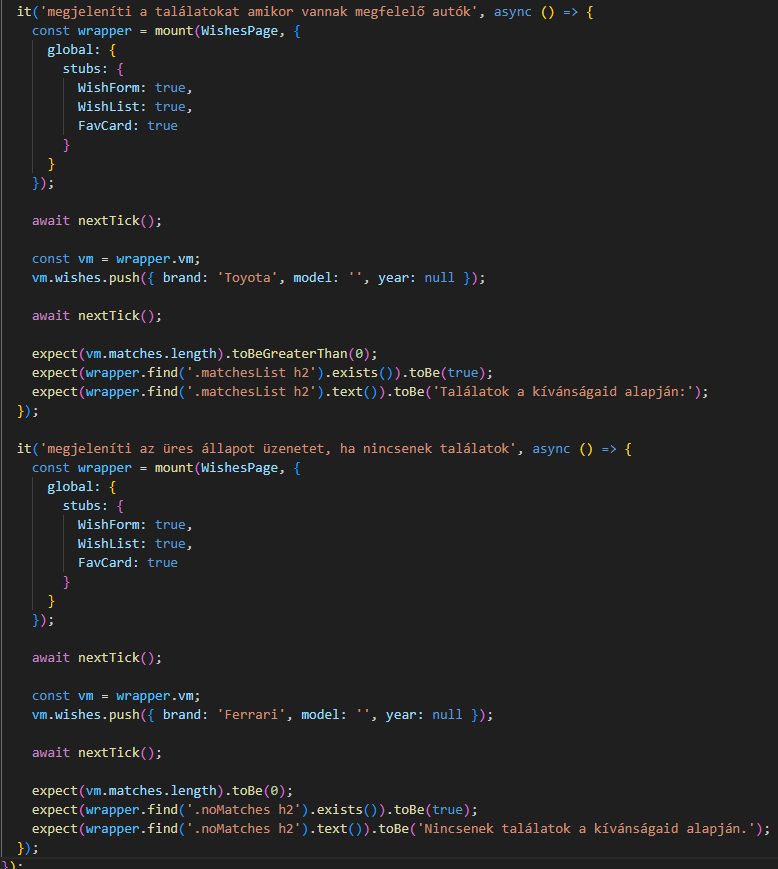 it('megjeleníti a találatokat amikor vannak megfelelő autók', async () => {
const wrapper = mount(WishesPage, {
global: {
stubs: {
WishForm: true,
WishList: true,
FavCard: true
}
}
});
await nextTick();
const vm = wrapper.vm;
vm.wishes.push({ brand: 'Toyota', model: '', year: null });
await nextTick();
expect(vm.matches.length).toBeGreaterThan(0);
expect(wrapper.find('.matchesList h2').exists()).toBe(true);
expect(wrapper.find('.matchesList h2').text()).toBe('Találatok a kívánságaid alapján:');
});
it('megjeleníti az üres állapot üzenetet, ha nincsenek találatok', async () => {
const wrapper = mount(WishesPage, {
global: {
stubs: {
WishForm: true,
WishList: true,
FavCard: true
}
}
});
await nextTick();
const vm = wrapper.vm;
vm.wishes.push({ brand: 'Ferrari', model: '', year: null });
await nextTick();
expect(vm.matches.length).toBe(0);
expect(wrapper.find('.noMatches h2').exists()).toBe(true);
expect(wrapper.find('.noMatches h2').text()).toBe('Nincsenek találatok a kívánságaid alapján.');
});
});